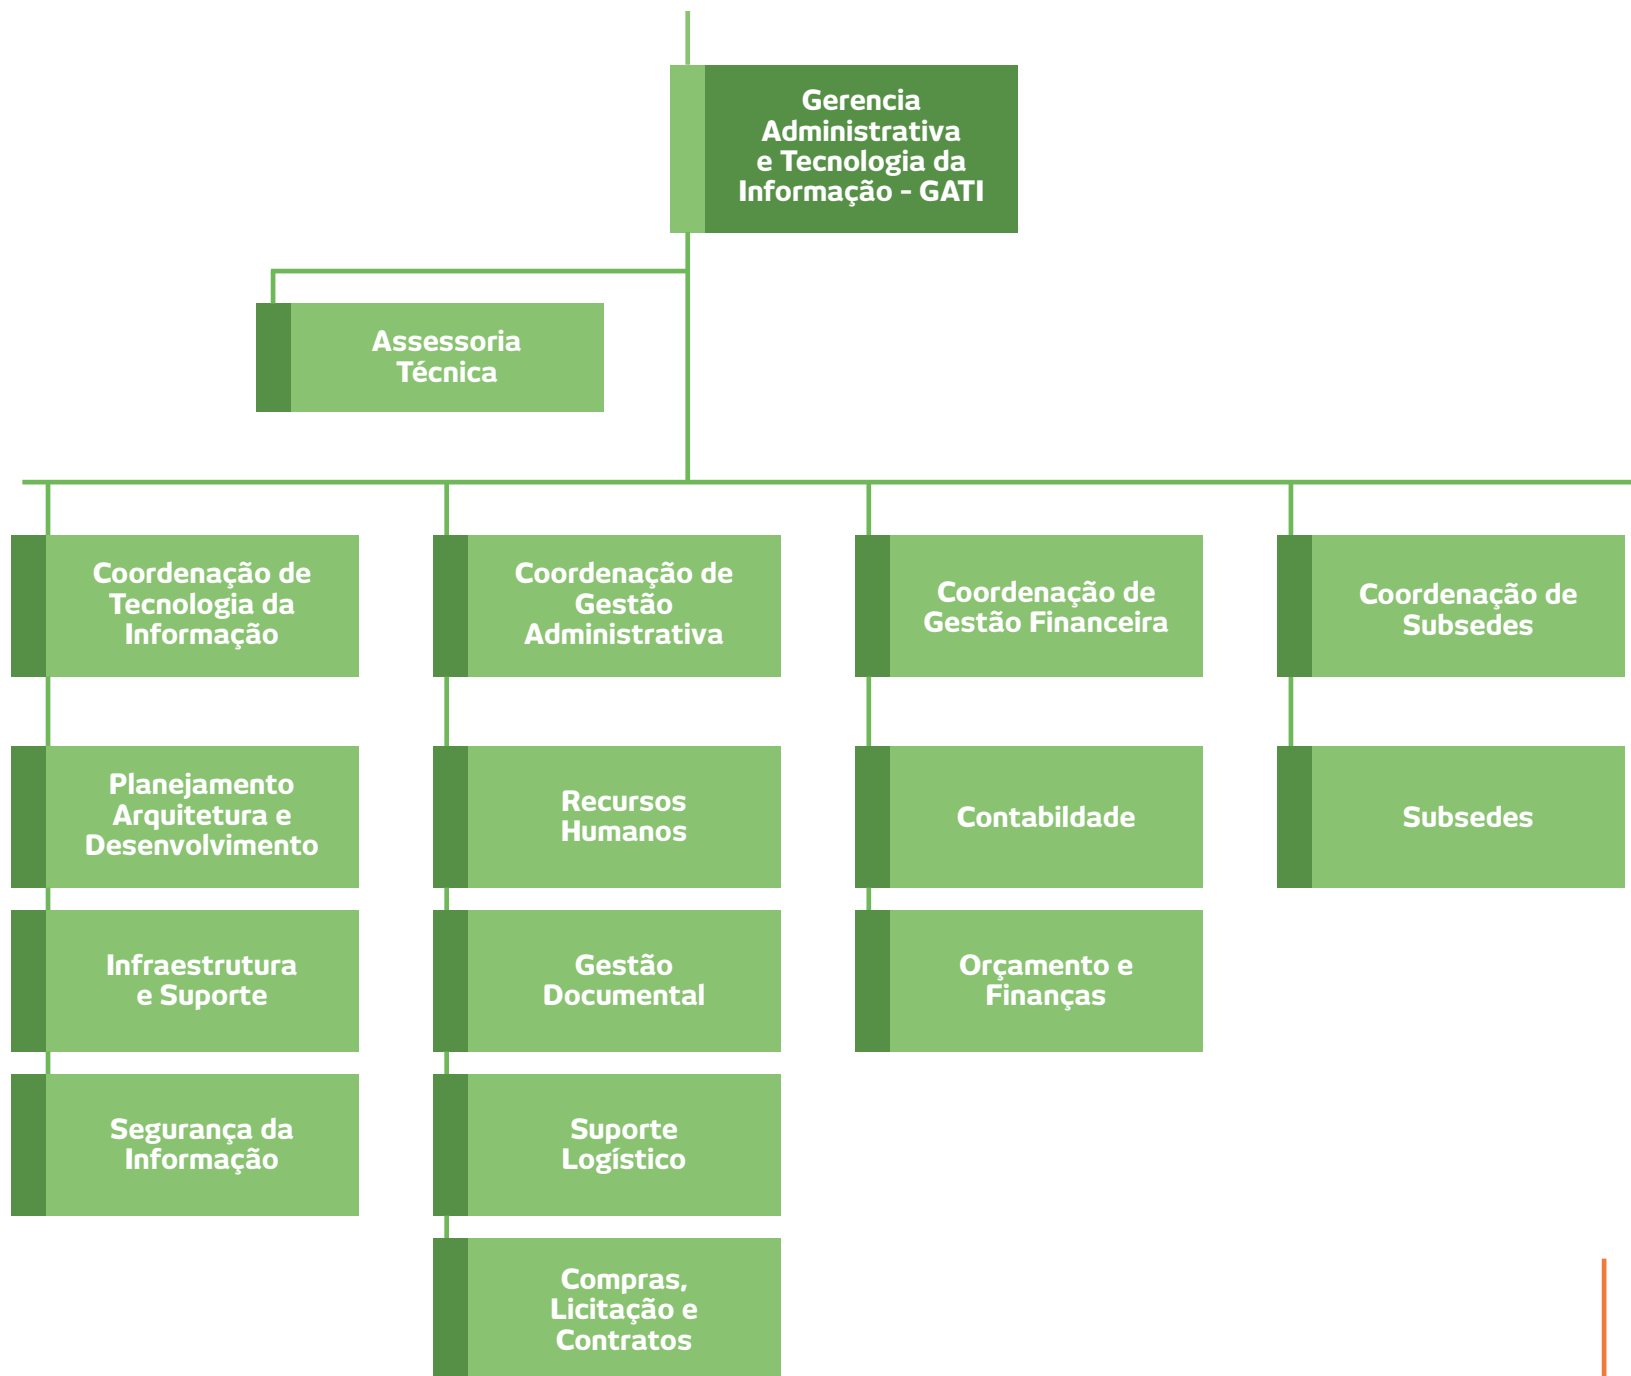 Gerencia
Administrativa
e Tecnologia da
Informação - GATI
Assessoria
Técnica
Coordenação de
Tecnologia da
Informação
Coordenação de
Gestão
Administrativa
Coordenação de
Gestão Financeira
Coordenação de
Subsedes
Planejamento
Arquitetura e
Desenvolvimento
Recursos
Humanos
Contabildade
Subsedes
Infraestrutura
e Suporte
Gestão
Documental
Orçamento e
Finanças
Segurança da
Informação
Suporte
Logístico
Compras,
Licitação e
Contratos